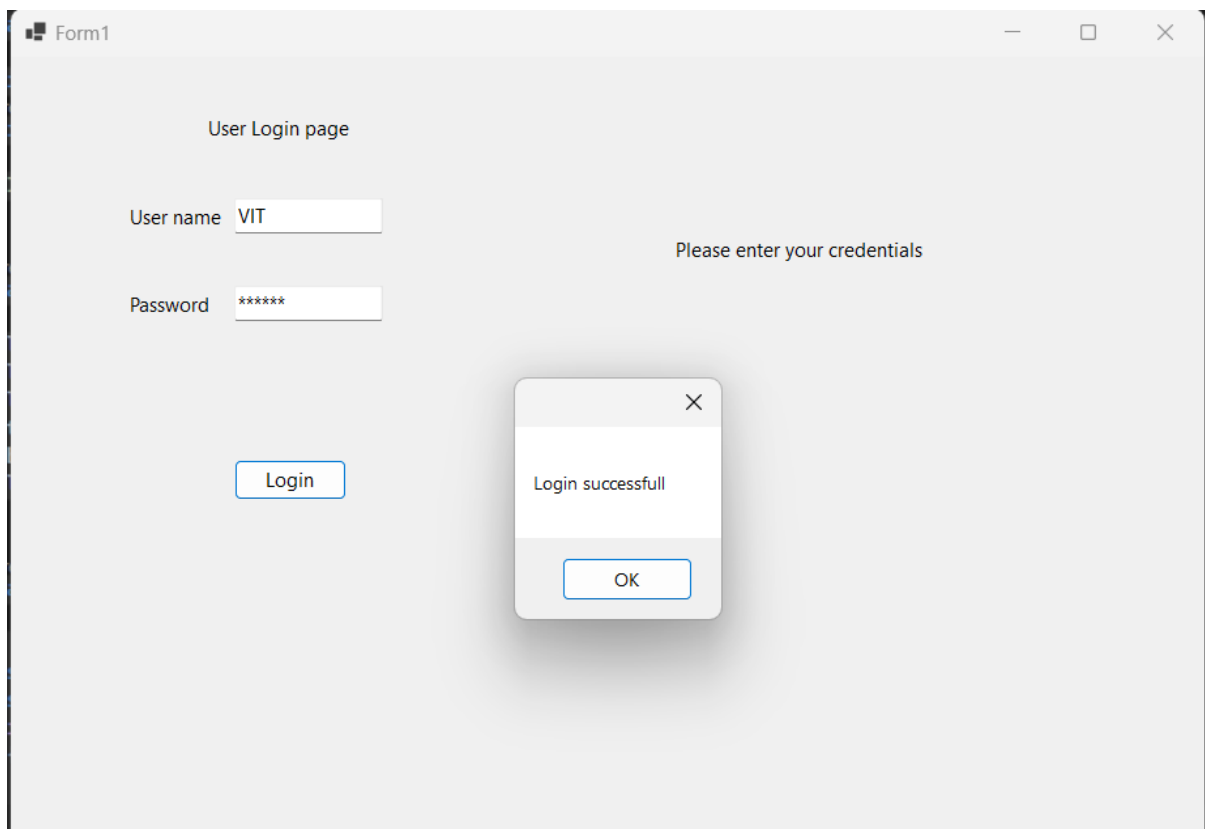 Form1
User Login page
User name VIT
Please enter your credentials
Password ******
Login successfull
Login
OK